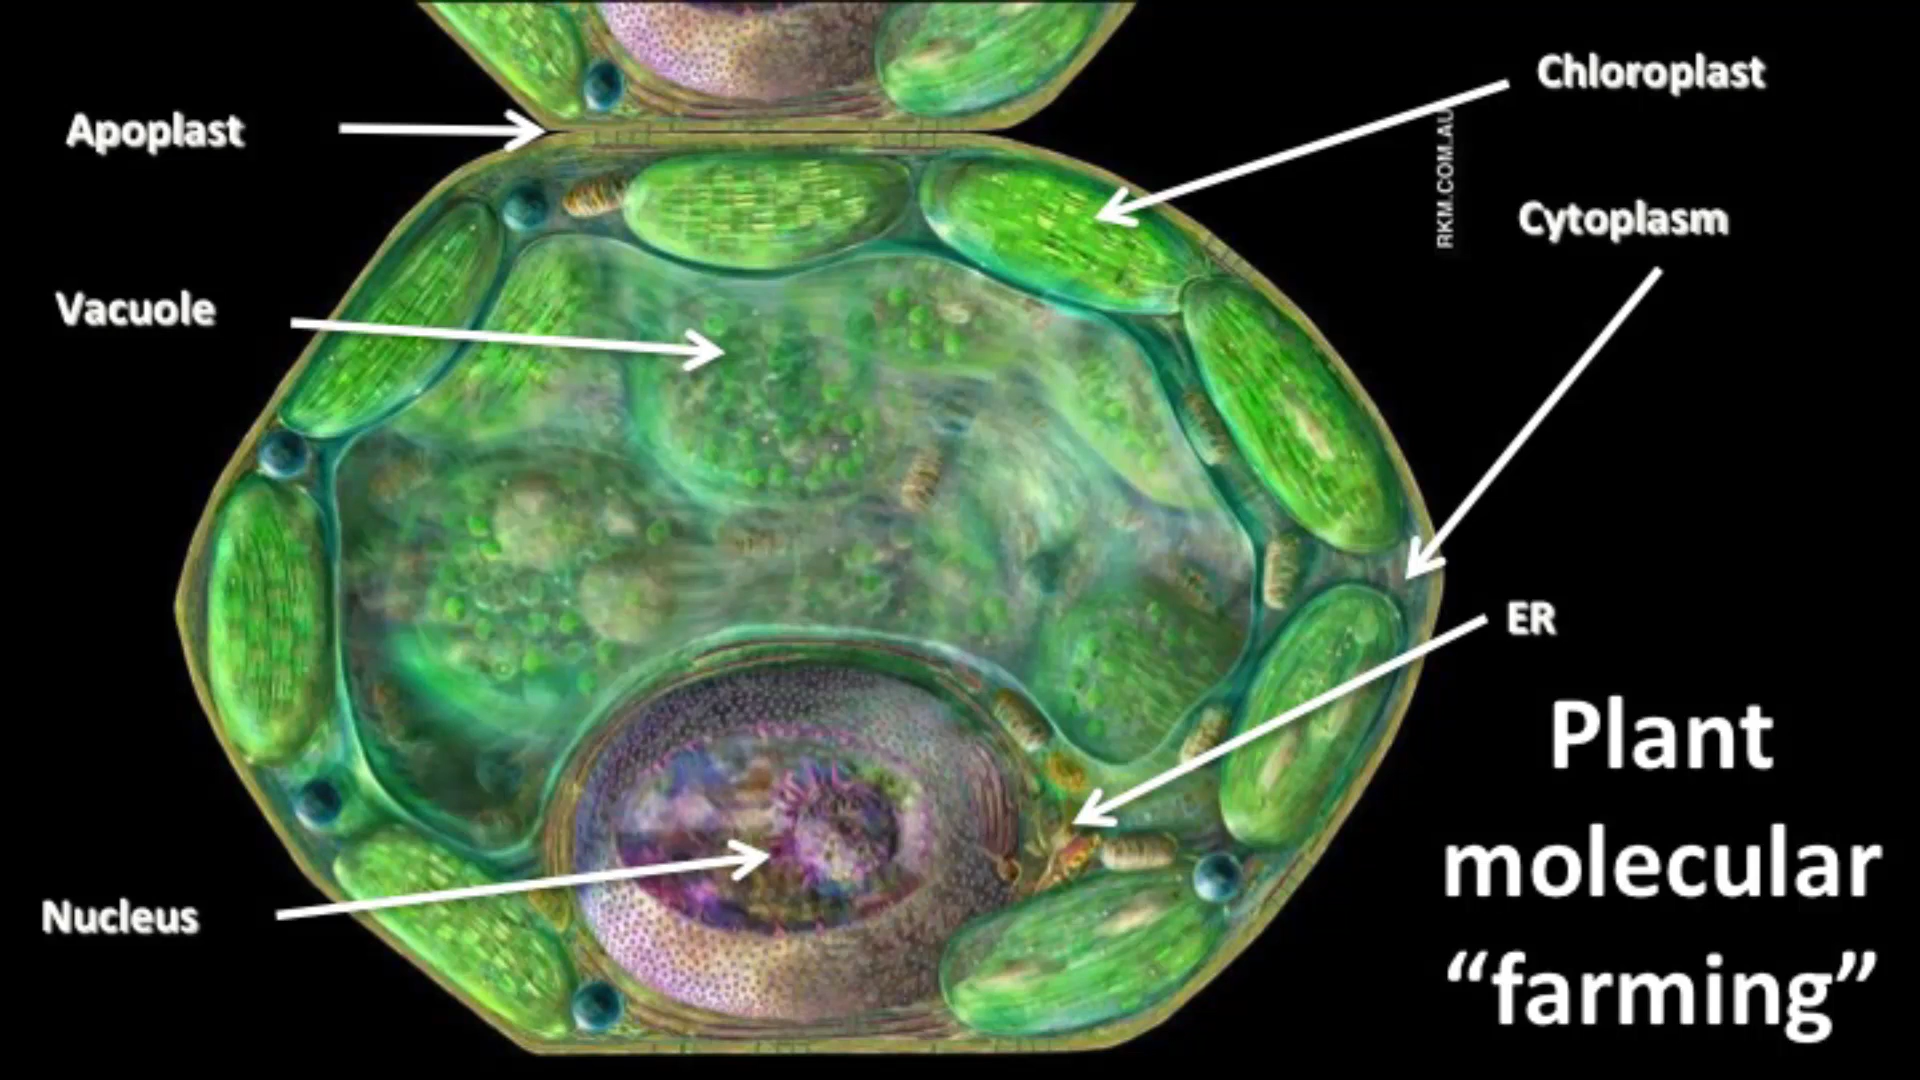 Chloroplast
Apoplast
RKM.COM.AU
Cytoplasm
Vacuole
ER
Plant
molecular
“farming”
Nucleus